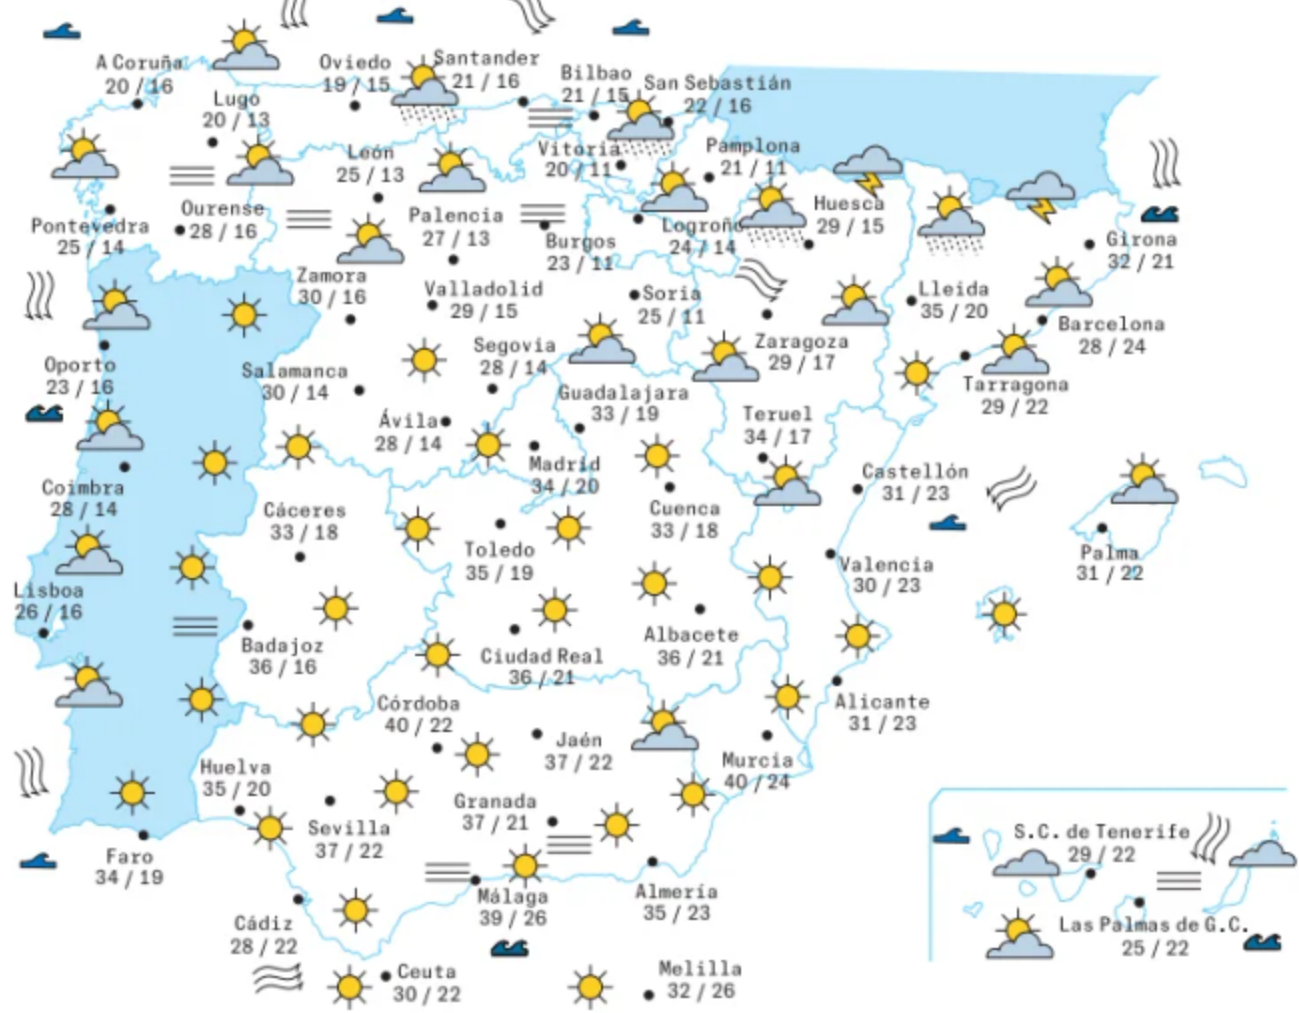 A Coruña
20 / 16
Oviedo
19 / 15
Santander
21 / 16
Bilbao
21 / 15
San Sebastián
22 / 16
Lugo
20 / 13
León
25 / 13
Vitoria
20 / 11
Pamplona
21 / 11
Pontevedra
25 / 14
Ourense
28 / 16
Palencia
27 / 13
Burgos
23 / 11
Logroño
24 / 14
Huesca
29 / 15
Girona
32 / 21
Zamora
30 / 16
Valladolid
29 / 15
Soria
25 / 11
Lleida
35 / 20
Barcelona
28 / 24
Oporto
23 / 16
Salamanca
30 / 14
Segovia
28 / 14
Zaragoza
29 / 17
Tarragona
29 / 22
Ávila
28 / 14
Guadalajara
33 / 19
Teruel
34 / 17
Coimbra
28 / 14
Madrid
34 / 20
Castellón
31 / 23
Cáceres
33 / 18
Cuenca
33 / 18
Toledo
35 / 19
Palma
31 / 22
Lisboa
26 / 16
Valencia
30 / 23
Badajoz
36 / 16
Ciudad Real
36 / 21
Albacete
36 / 21
Córdoba
40 / 22
Jaén
37 / 22
Alicante
31 / 23
Murcia
40 / 24
Huelva
35 / 20
Sevilla
37 / 22
Granada
37 / 21
S.C. de Tenerife
29 / 22
Faro
34 / 19
Málaga
39 / 26
Almería
35 / 23
Las Palmas de G.C.
25 / 22
Cádiz
28 / 22
Ceuta
30 / 22
Melilla
32 / 26